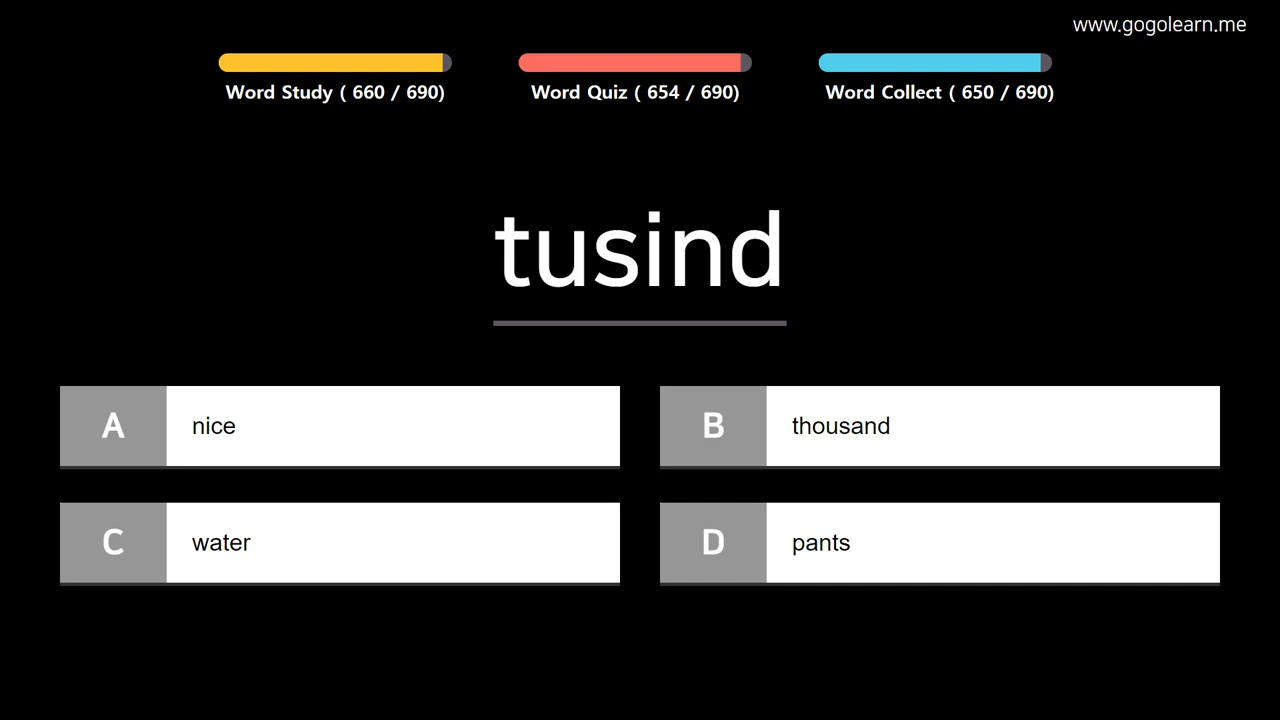 www.gogolearn.me
Word Study ( 660 / 690)
Word Quiz ( 654 / 690)
Word Collect ( 650 / 690)
tusind
A nice
B thousand
C water
D pants